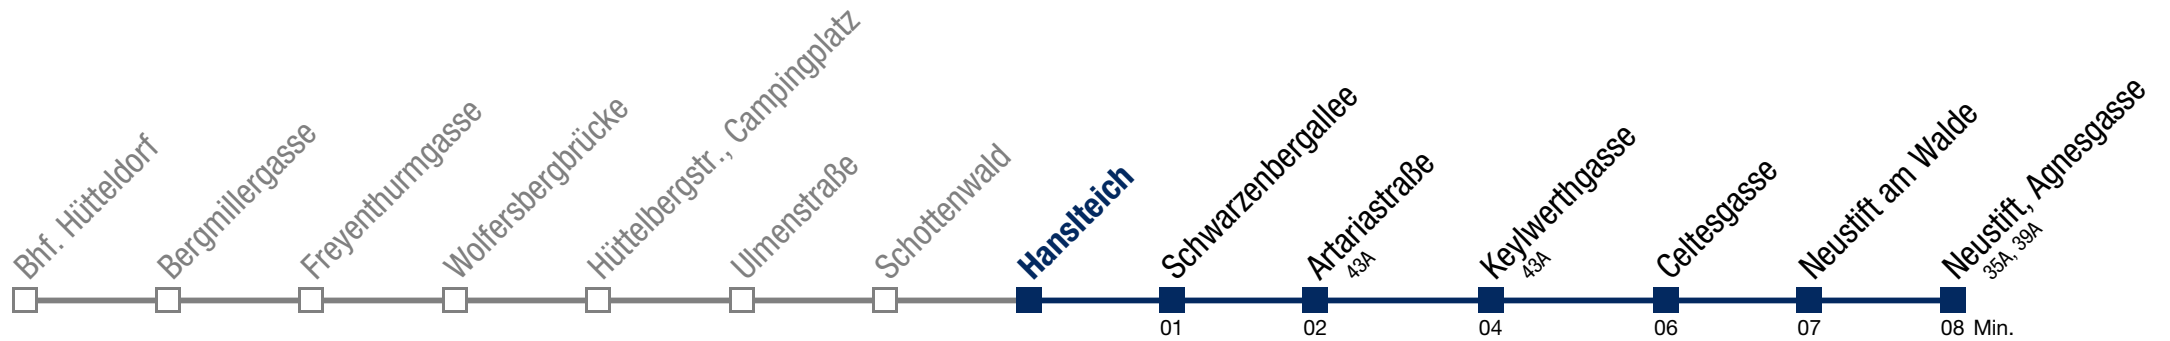 Bhf. Hütteldorf
Bergmillergasse
Freyenthurmgasse
Wolfersbergbrücke
Hüttelbergstr., Campingplatz
Ulmenstraße
Schottenwald
Hanslteich
Schwarzenbergallee
Artariastraße
43A
Keylwerthgasse
43A
Celtesgasse
Neustift am Walde
Neustift, Agnesgasse
35A, 39A
01
02
04
06
07
08 Min.